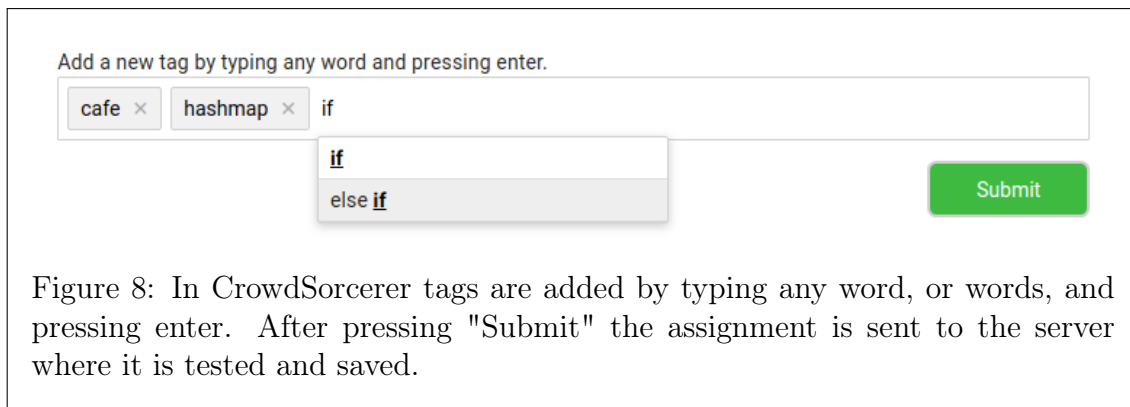 Add a new tag by typing any word and pressing enter.
cafe × hashmap × if
if
else if
Submit
Figure 8: In CrowdSorcerer tags are added by typing any word, or words, and
pressing enter. After pressing "Submit" the assignment is sent to the server
where it is tested and saved.